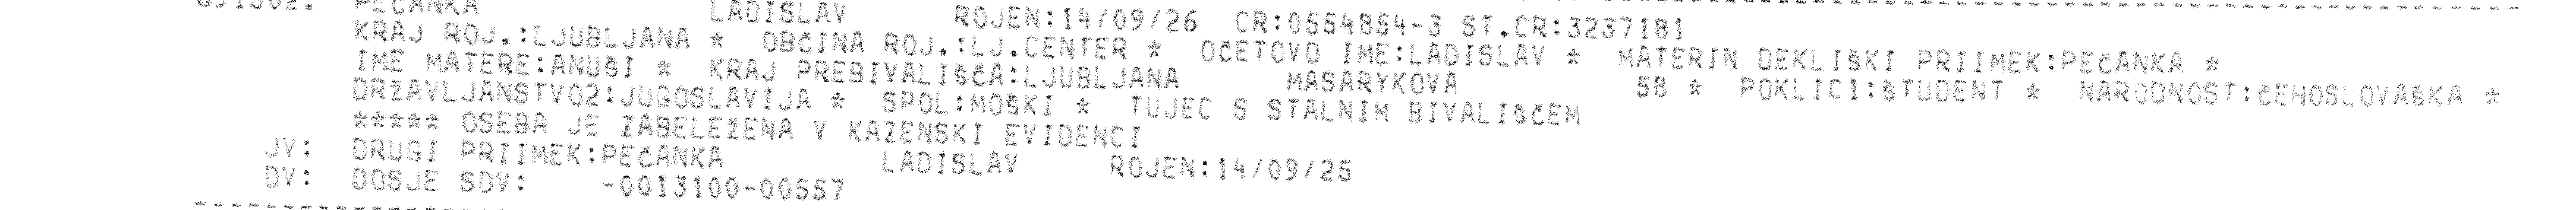 PEČANKA LADISLAV ROJEN:14/09/26 CR:0554854-3 ST.CR:3237181
KRAJ ROJ.:LJUBLJANA * OBČINA ROJ.:LJ.CENTER * OČETOVO IME:LADISLAV * MATERIN DEKLIŠKI PRIIMEK:PEČANKA *
IME MATERE:ANUŠI * KRAJ PREBIVALIŠČA:LJUBLJANA MASARYKOVA 58 * POKLIC1:ŠTUDENT * NARODNOST:ČEHOSLOVAŠKA *
DRŽAVLJANSTVO2:JUGOSLAVIJA * SPOL:MOŠKI * TUJEC S STALNIM BIVALIŠČEM
***** OSEBA JE ZABELEŽENA V KAZENSKI EVIDENCI
JV: DRUGI PRIIMEK:PEČANKA LADISLAV ROJEN:14/09/25
DV: DOSJE SDV: -0013100-00557